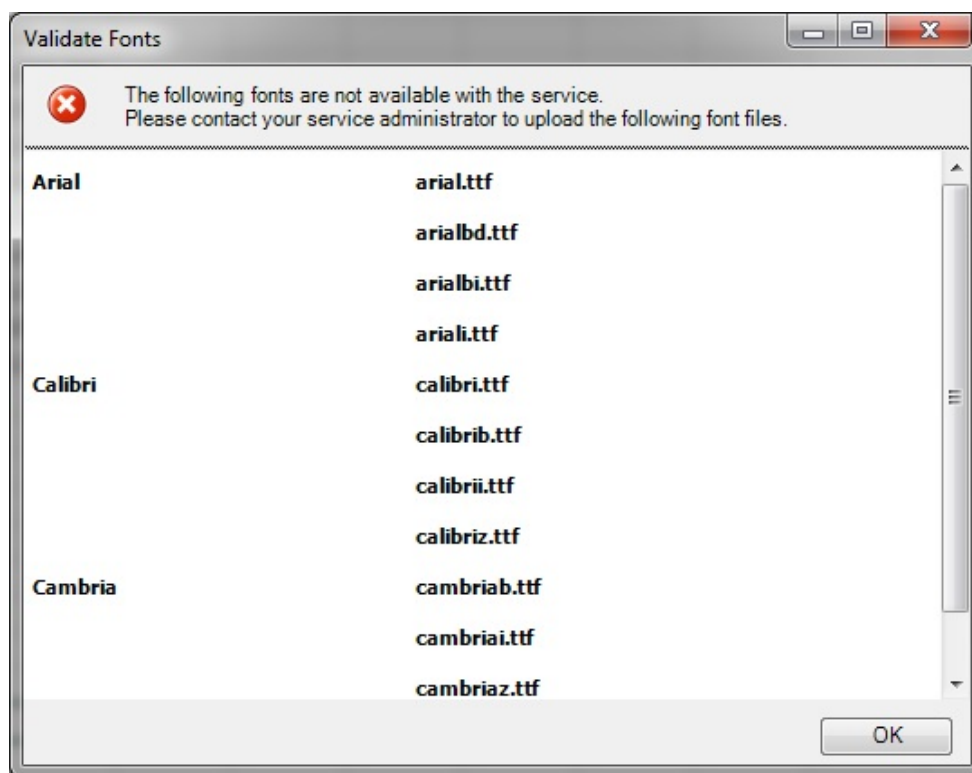 Validate Fonts
The following fonts are not available with the service.
Please contact your service administrator to upload the following font files.
Arial arial.ttf
arialbd.ttf
arialbi.ttf
ariali.ttf
Calibri calibri.ttf
calibrib.ttf
calibrii.ttf
calibriz.ttf
Cambria cambriab.ttf
cambriai.ttf
cambriaz.ttf
OK